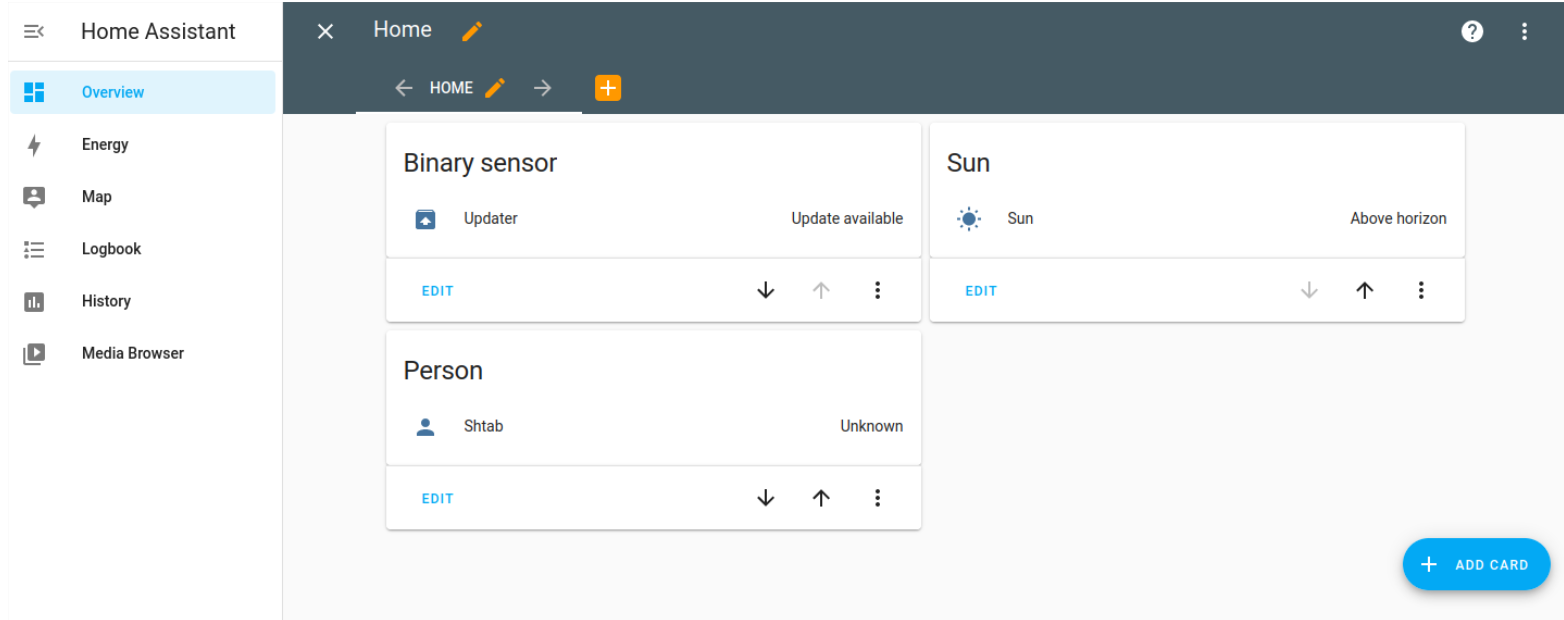 Home Assistant
Overview
Energy
Map
Logbook
History
Media Browser
Home
HOME
Binary sensor
Updater Update available
EDIT
Sun
Sun Above horizon
EDIT
Person
Shtab Unknown
EDIT
ADD CARD